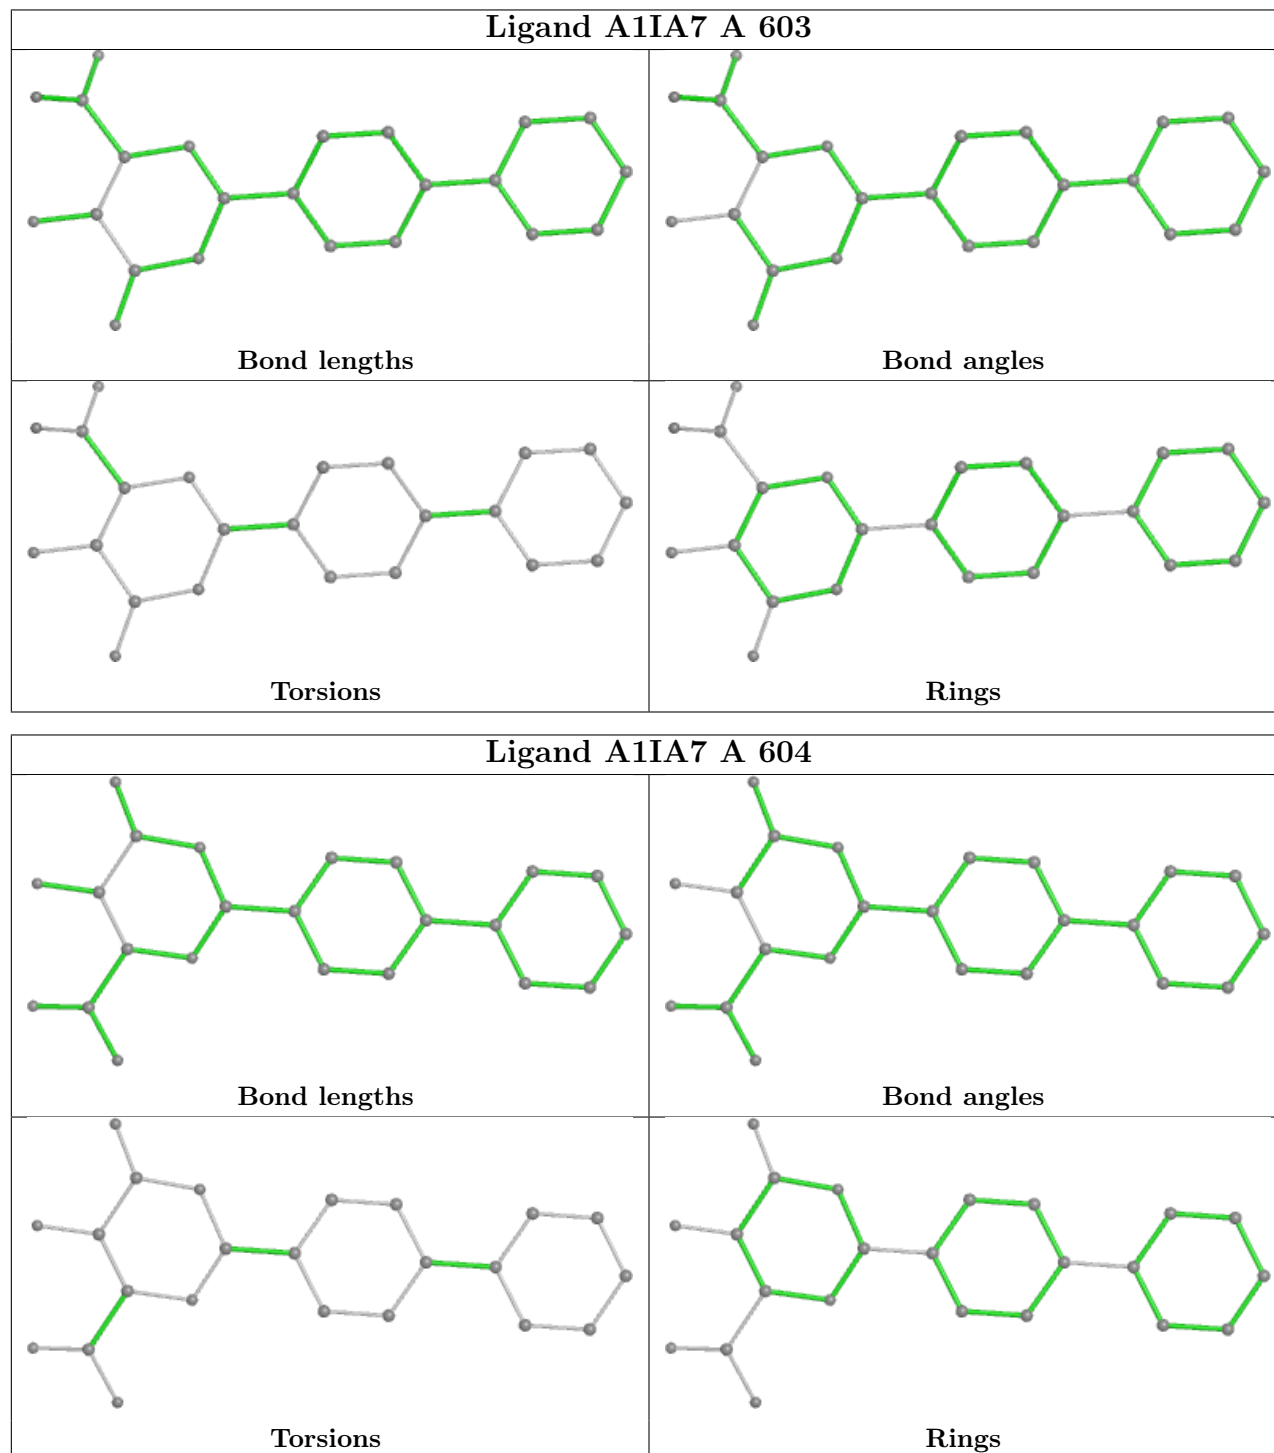 Ligand A1IA7 A 603
Bond lengths
Bond angles
Torsions
Rings
Ligand A1IA7 A 604
Bond lengths
Bond angles
Torsions
Rings